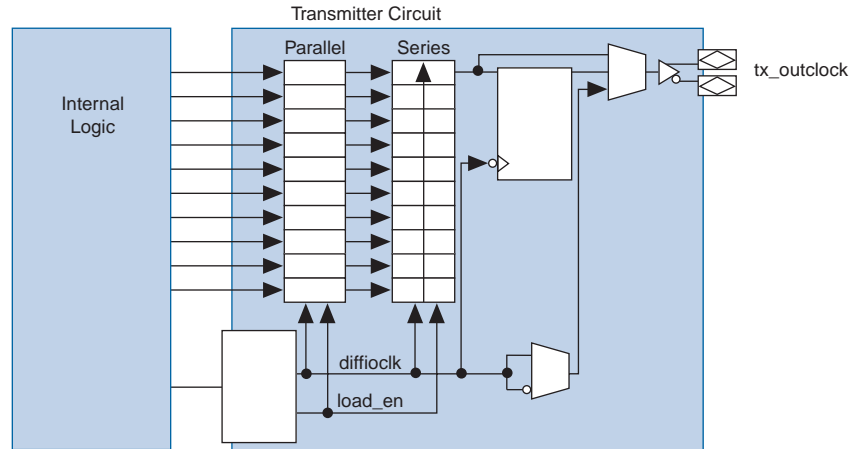 Transmitter Circuit
Parallel
Series
tx_outclock
Internal
Logic
diffioclk
load_en